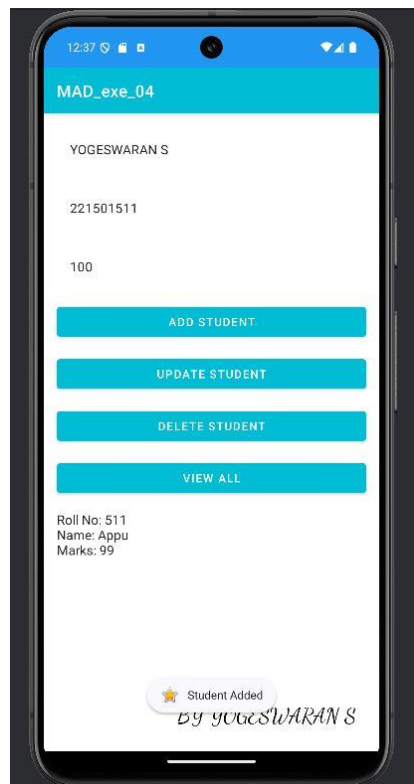 12:37
MAD_exe_04
YOGESWARAN S
221501511
100
ADD STUDENT
UPDATE STUDENT
DELETE STUDENT
VIEW ALL
Roll No: 511
Name: Appu
Marks: 99
Student Added
BY YOGESWARAN S